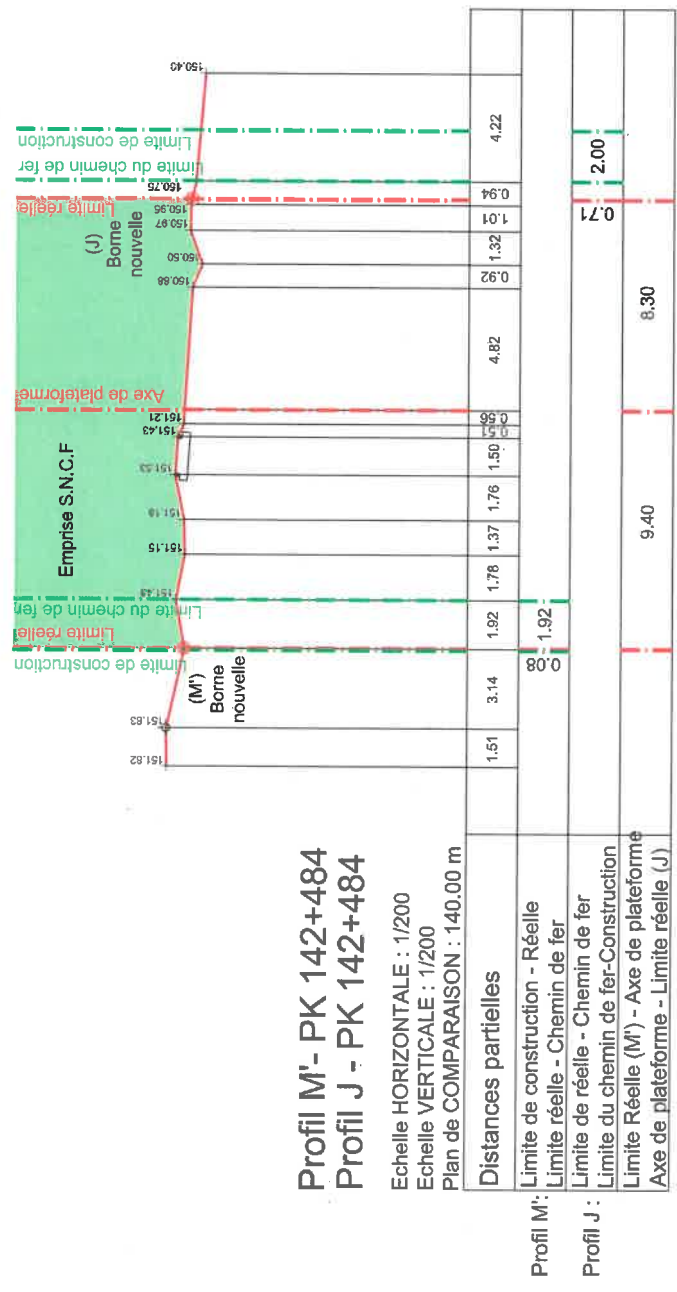 Profil M'- PK 142+484
Profil J - PK 142+484
Echelle HORIZONTALE : 1/200
Echelle VERTICALE : 1/200
Plan de COMPARAISON : 140.00 m
151.62
151.63
(M')
Borne
nouvelle
Limite de construction
Limite réelle
Limite du chemin de fer
151.43
151.15
151.18
151.53
151.43
151.21
Emprise S.N.C.F
Axe de plateforme
150.88
150.50
150.97
150.95
150.75
(J)
Borne
nouvelle
Limite réelle
Limite du chemin de fer
Limite de construction
150.40
Distances partielles
1.51 3.14 1.92 1.78 1.37 1.76 1.50 0.51 0.56 4.82 0.92 1.32 1.01 0.94 4.22
Profil M':
Limite de construction - Réelle
Limite réelle - Chemin de fer
0.08 1.92
Profil J :
Limite de réelle - Chemin de fer
Limite du chemin de fer-Construction
0.71 2.00
Limite Réelle (M') - Axe de plateforme
Axe de plateforme - Limite réelle (J)
9.40 8.30